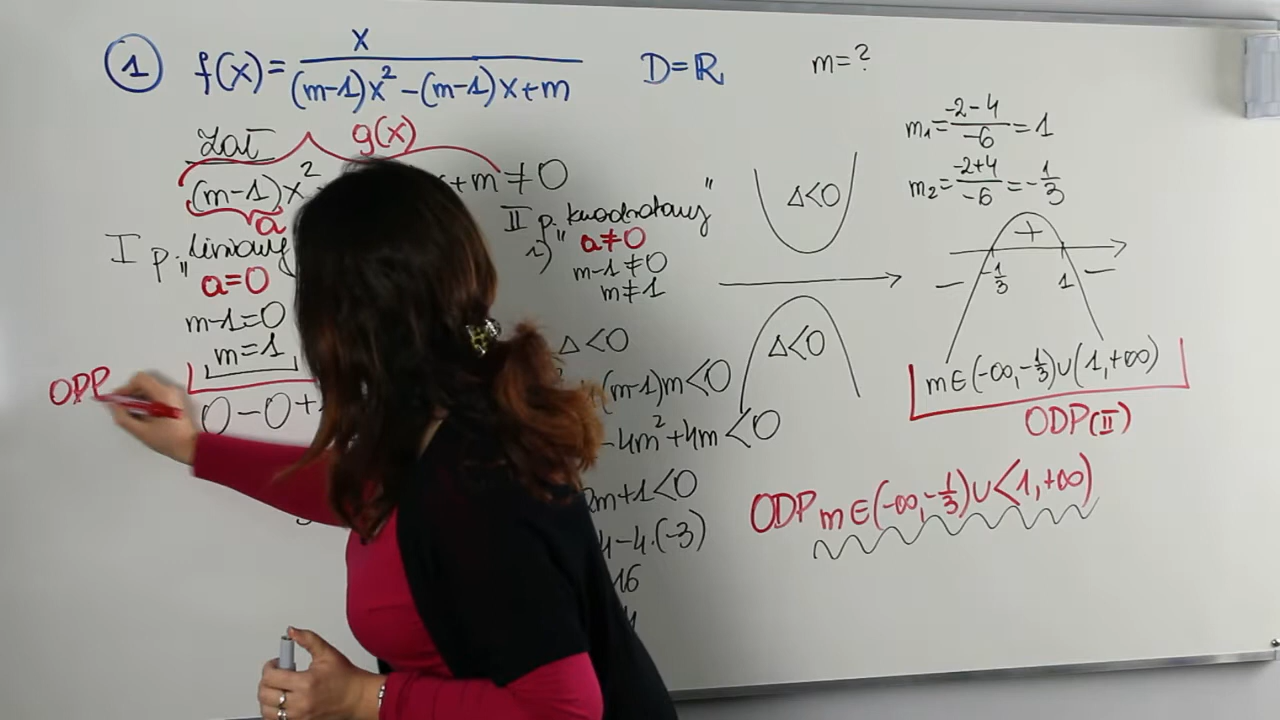 1 f(x)= x / (m-1)x² -(m-1)x+m D=ℝ m=?
Zał g(x)
(m-1)x² +m≠0
a
I p. „liniowy
a=0
m-1=0
m=1
ODP
0-0+
II p. „kwadratowy"
1) a≠0
m-1≠0
m≠1
Δ<0
+(m-1)m<0
-4m²+4m<0
2m+1<0
4-4·(-3)
16
Δ<0
Δ<0
m₁= -2-4 / -6 =1
m₂= -2+4 / -6 =-1/3
+
- -1/3 1 -
m∈(-∞,-1/3)∪(1,+∞)
ODP(II)
ODP m∈(-∞,-1/3)∪<1,+∞)